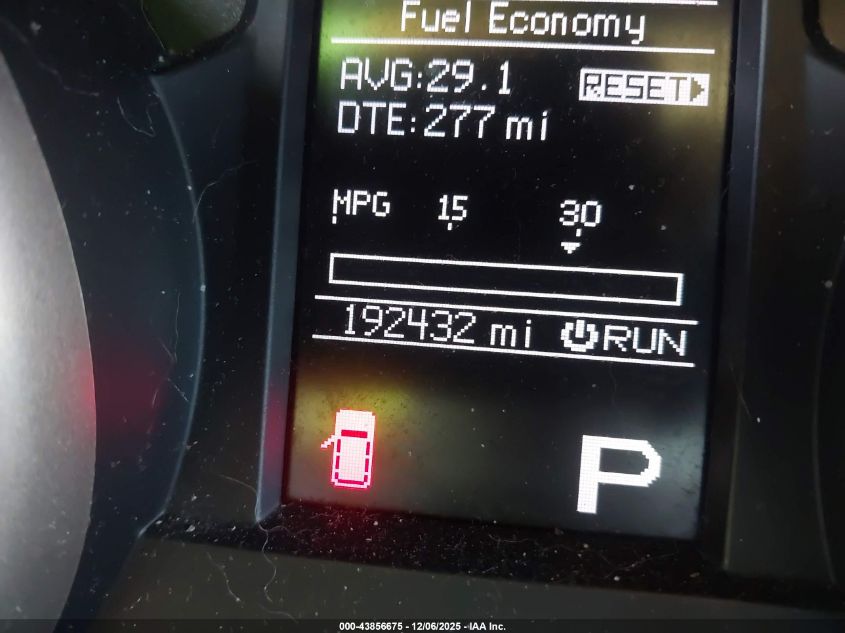 Fuel Economy
AVG:29.1 RESET
DTE:277 mi
MPG 15 30
192432 mi RUN
P
000-43856675 - 12/06/2025 - IAA Inc.